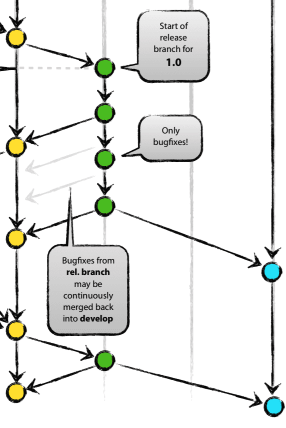 Start of
release
branch for
1.0
Only
bugfixes!
Bugfixes from
rel. branch
may be
continuously
merged back
into develop